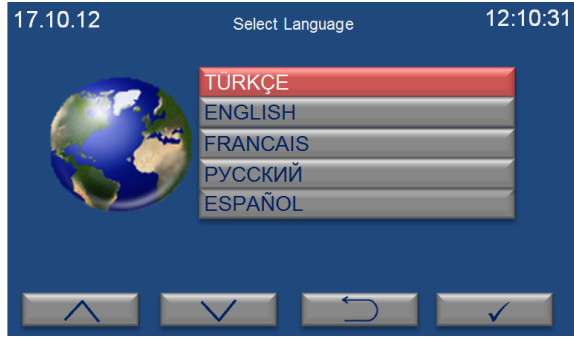 17.10.12
Select Language
12:10:31
TÜRKÇE
ENGLISH
FRANCAIS
РУССКИЙ
ESPAÑOL